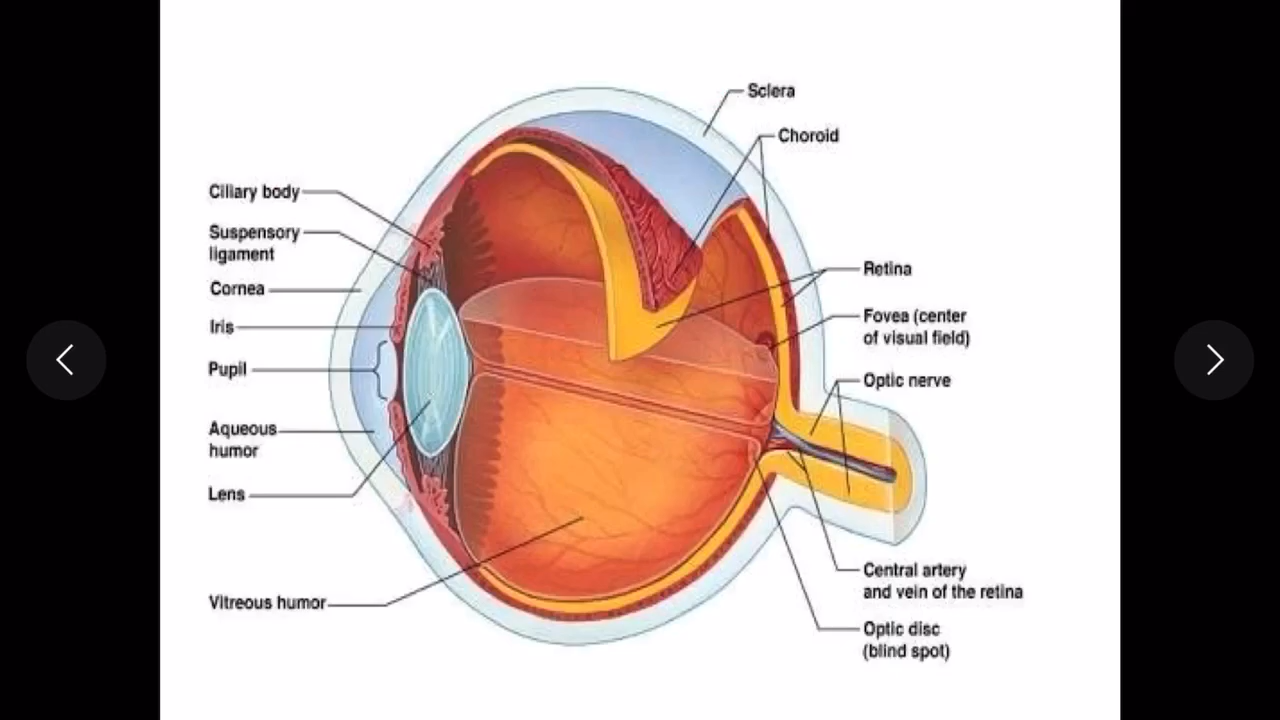 Sclera
Choroid
Ciliary body
Suspensory
ligament
Cornea
Iris
Pupil
Aqueous
humor
Lens
Vitreous humor
Retina
Fovea (center
of visual field)
Optic nerve
Central artery
and vein of the retina
Optic disc
(blind spot)